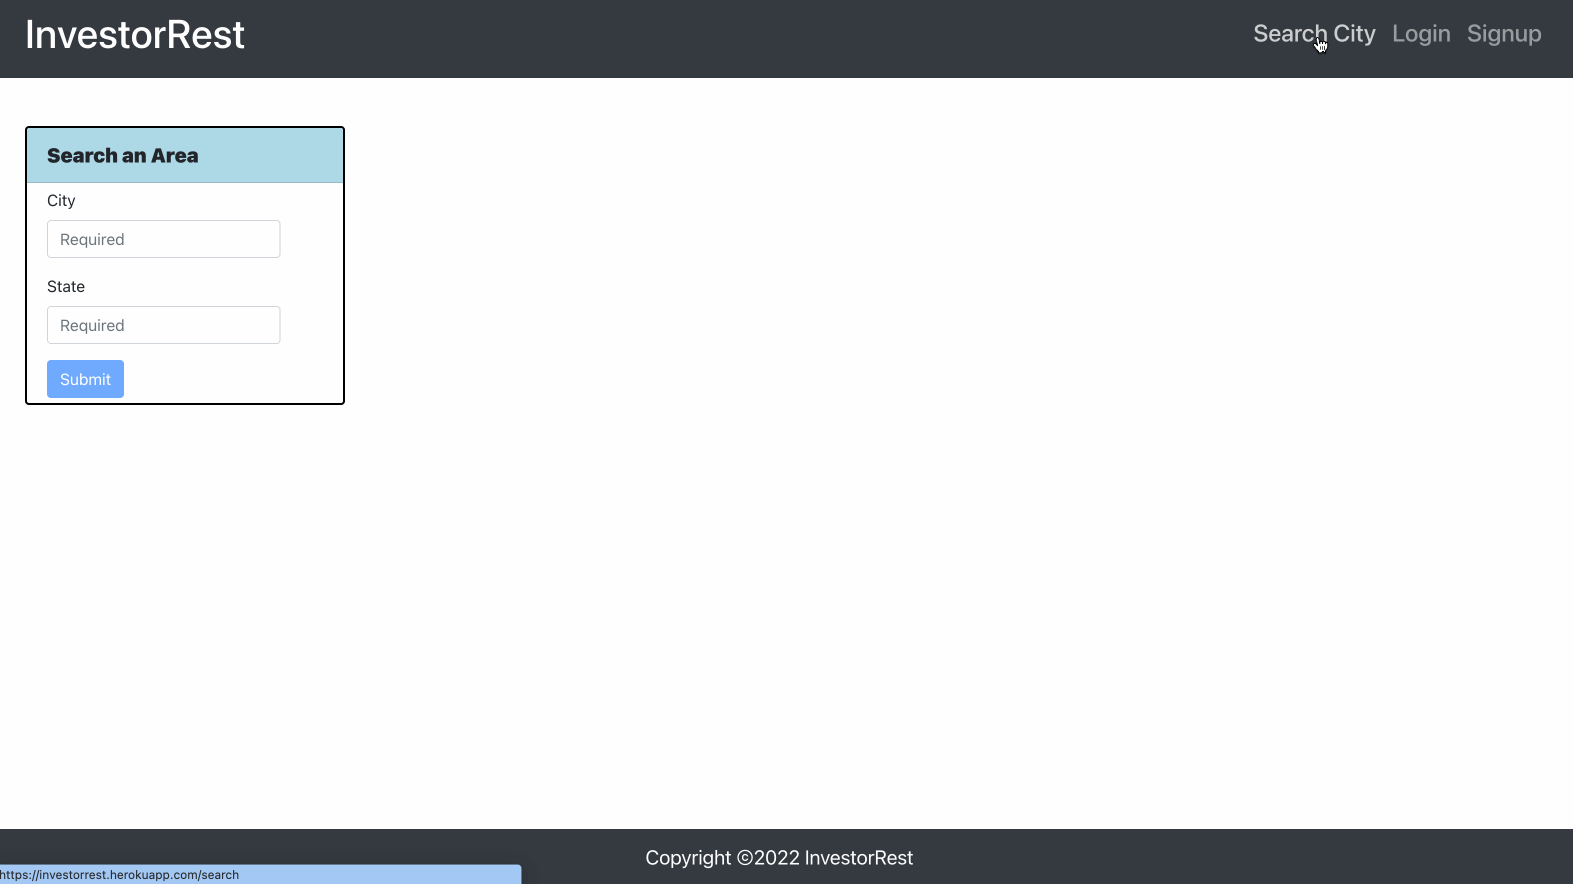 InvestorRest
Search City Login Signup
Search an Area
City
Required
State
Required
Submit
Copyright ©2022 InvestorRest
https://investorrest.herokuapp.com/search